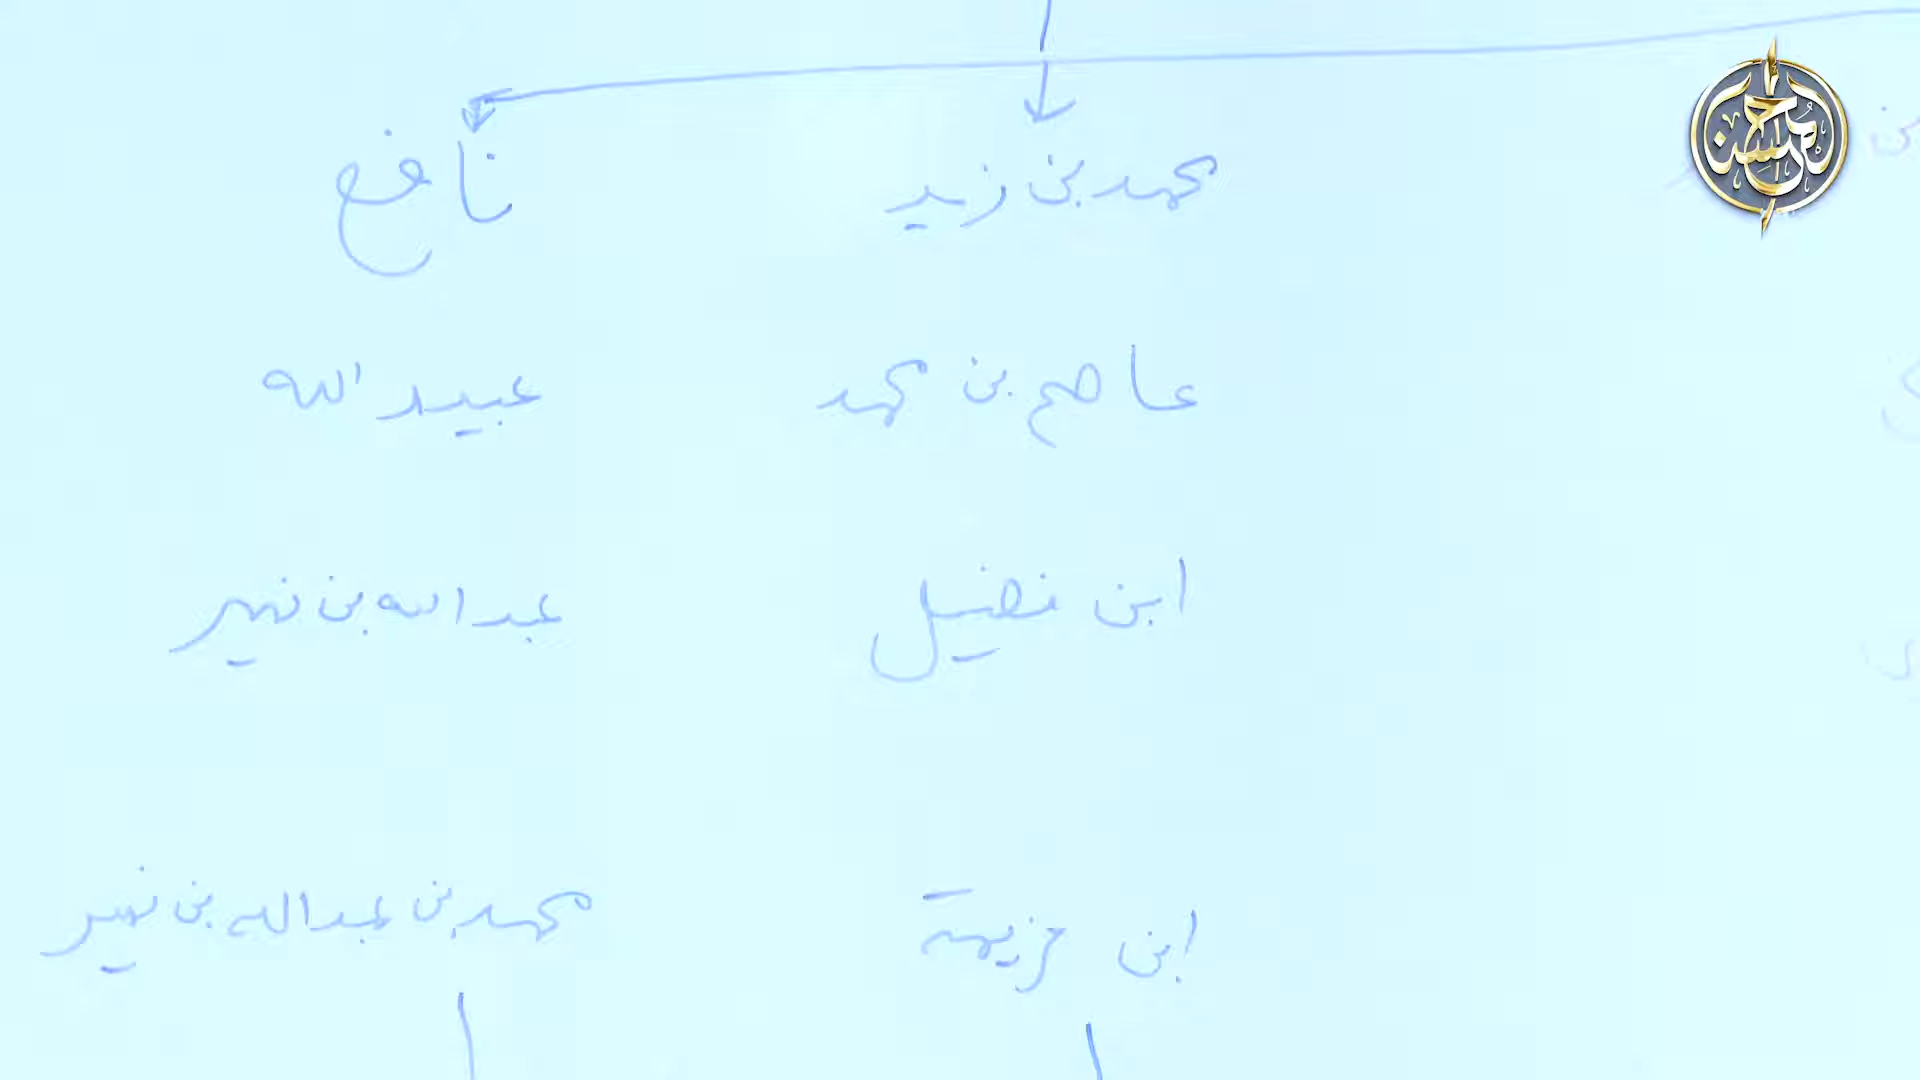 محمد بن زيد
نافع
عاصم بن محمد
عبيد الله
ابن فضيل
عبد الله بن نمير
ابن خزيمة
محمد بن عبد الله بن نمير